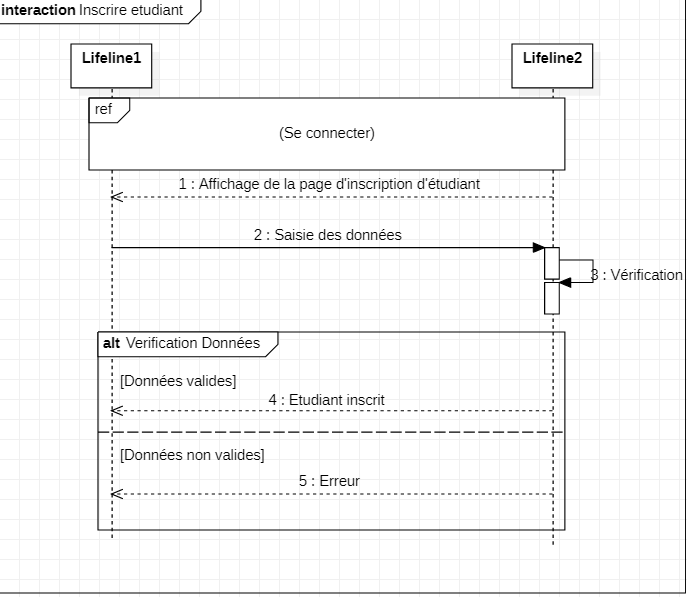 interaction Inscrire etudiant
Lifeline1
Lifeline2
ref
(Se connecter)
1 : Affichage de la page d'inscription d'étudiant
2 : Saisie des données
3 : Vérification
alt Verification Données
[Données valides]
4 : Etudiant inscrit
[Données non valides]
5 : Erreur